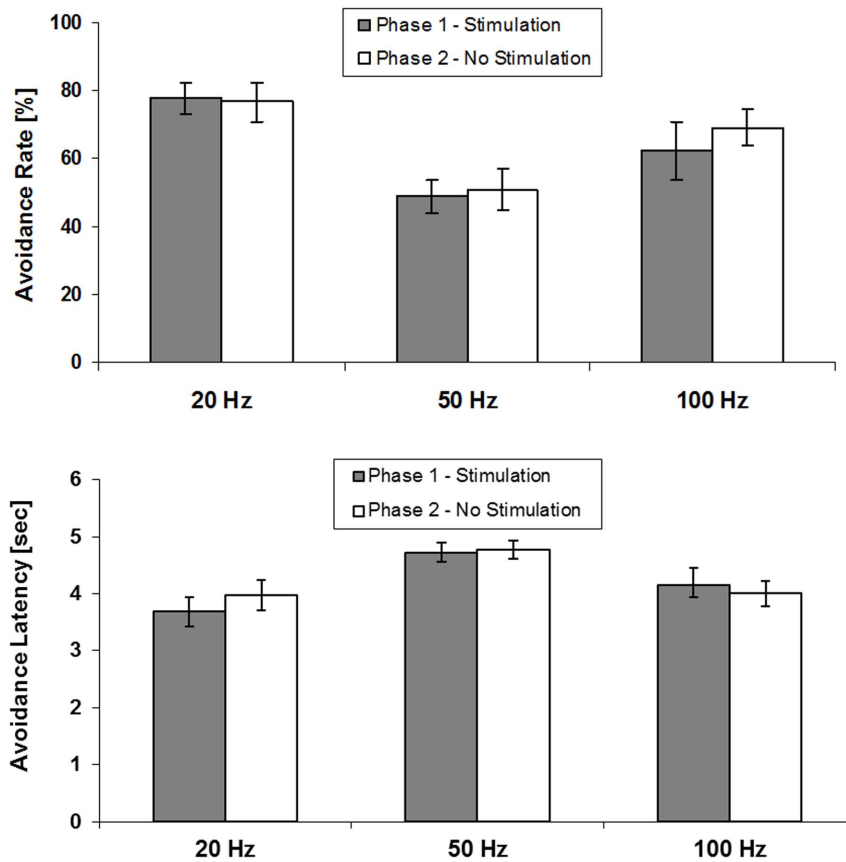 100
80
60
40
20
0
Avoidance Rate [%]
Phase 1 - Stimulation
Phase 2 - No Stimulation
20 Hz 50 Hz 100 Hz
6
5
4
3
2
1
0
Avoidance Latency [sec]
Phase 1 - Stimulation
Phase 2 - No Stimulation
20 Hz 50 Hz 100 Hz